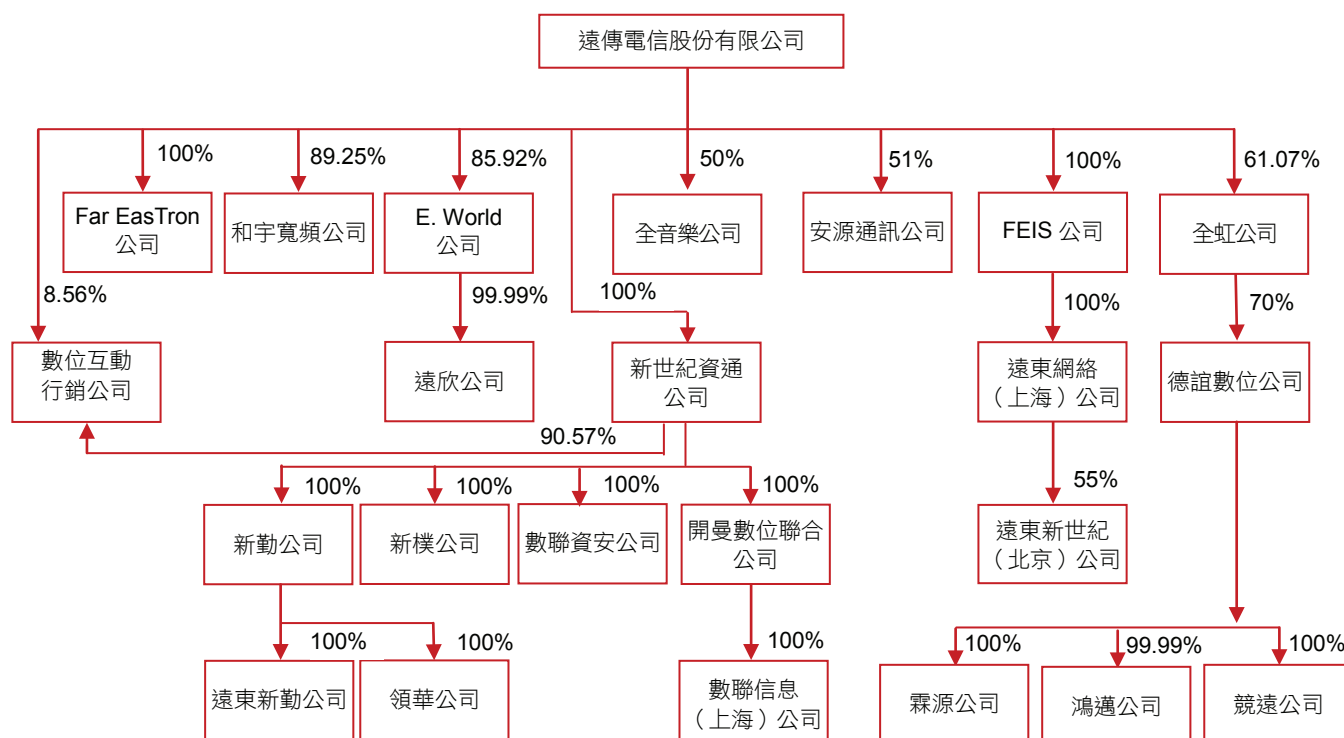 遠傳電信股份有限公司
100%
89.25%
85.92%
50%
51%
100%
61.07%
Far EasTron
公司
和宇寬頻公司
E. World
公司
全音樂公司
安源通訊公司
FEIS 公司
全虹公司
8.56%
99.99%
100%
100%
70%
數位互動
行銷公司
遠欣公司
新世紀資通
公司
遠東網絡
（上海）公司
德誼數位公司
90.57%
100%
100%
100%
100%
55%
新勤公司
新樸公司
數聯資安公司
開曼數位聯合
公司
遠東新世紀
（北京）公司
100%
100%
100%
100%
99.99%
100%
遠東新勤公司
領華公司
數聯信息
（上海）公司
霖源公司
鴻邁公司
競遠公司